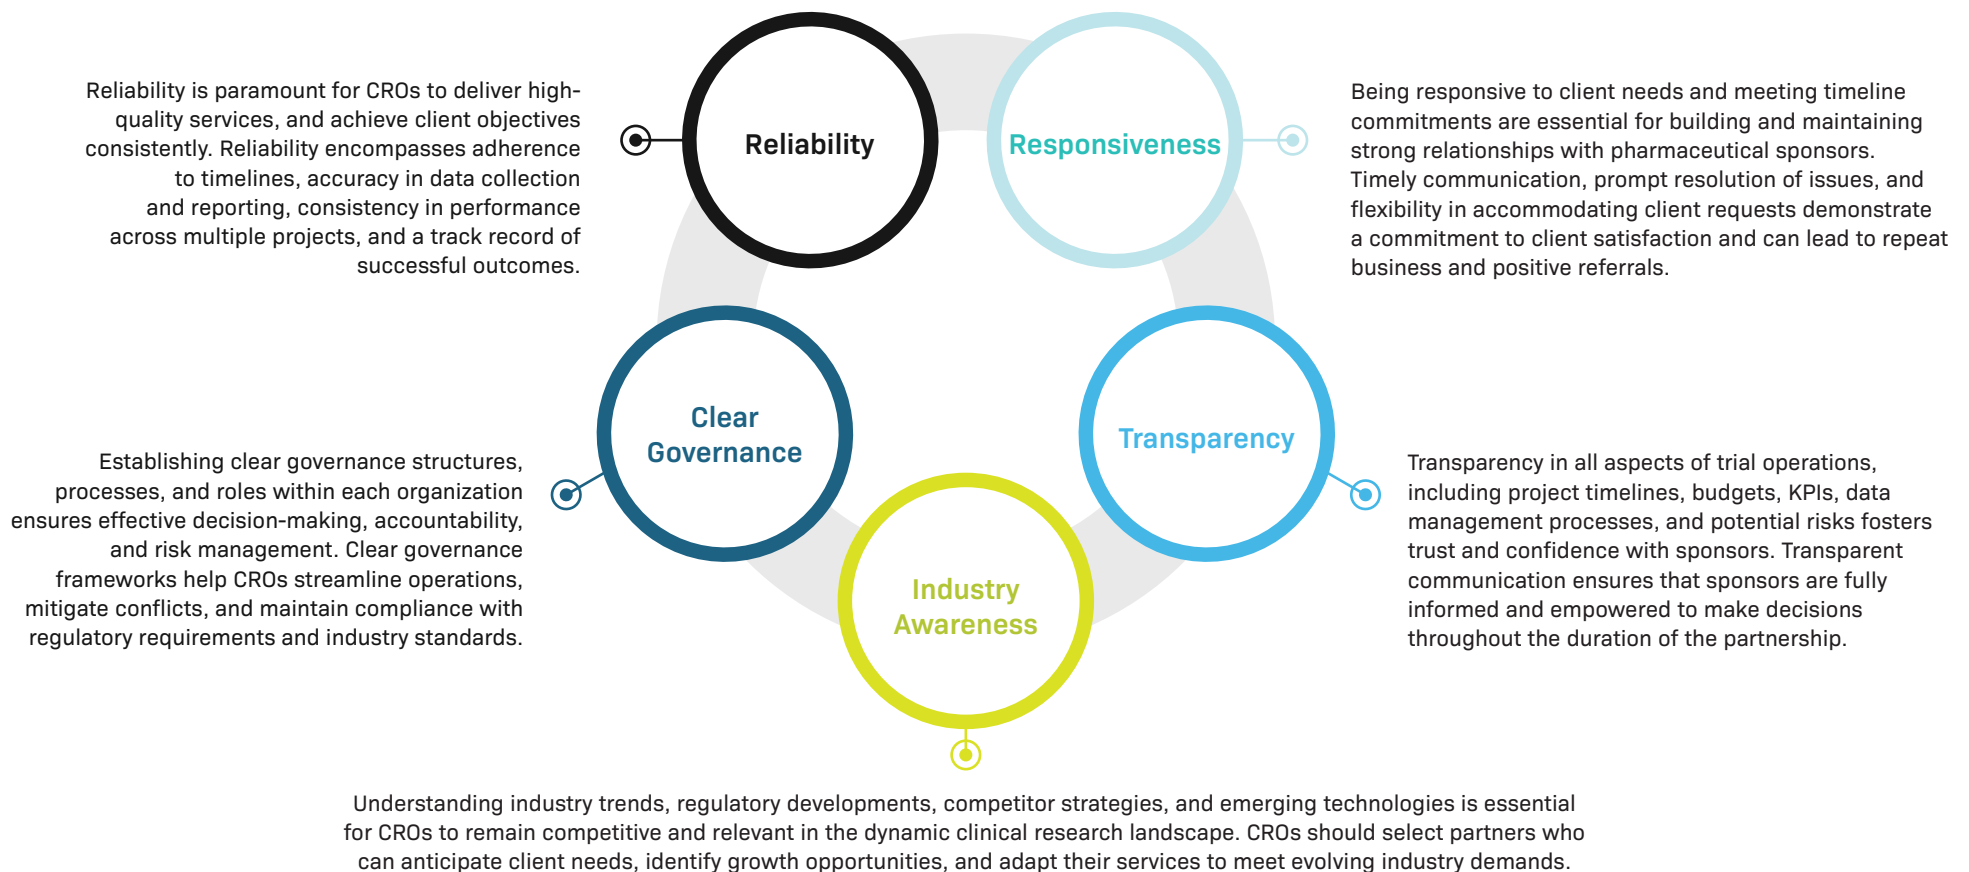 Reliability is paramount for CROs to deliver high-
quality services, and achieve client objectives
consistently. Reliability encompasses adherence
to timelines, accuracy in data collection
and reporting, consistency in performance
across multiple projects, and a track record of
successful outcomes.
Reliability
Responsiveness
Being responsive to client needs and meeting timeline
commitments are essential for building and maintaining
strong relationships with pharmaceutical sponsors.
Timely communication, prompt resolution of issues, and
flexibility in accommodating client requests demonstrate
a commitment to client satisfaction and can lead to repeat
business and positive referrals.
Clear
Governance
Establishing clear governance structures,
processes, and roles within each organization
ensures effective decision-making, accountability,
and risk management. Clear governance
frameworks help CROs streamline operations,
mitigate conflicts, and maintain compliance with
regulatory requirements and industry standards.
Transparency
Transparency in all aspects of trial operations,
including project timelines, budgets, KPIs, data
management processes, and potential risks fosters
trust and confidence with sponsors. Transparent
communication ensures that sponsors are fully
informed and empowered to make decisions
throughout the duration of the partnership.
Industry
Awareness
Understanding industry trends, regulatory developments, competitor strategies, and emerging technologies is essential
for CROs to remain competitive and relevant in the dynamic clinical research landscape. CROs should select partners who
can anticipate client needs, identify growth opportunities, and adapt their services to meet evolving industry demands.